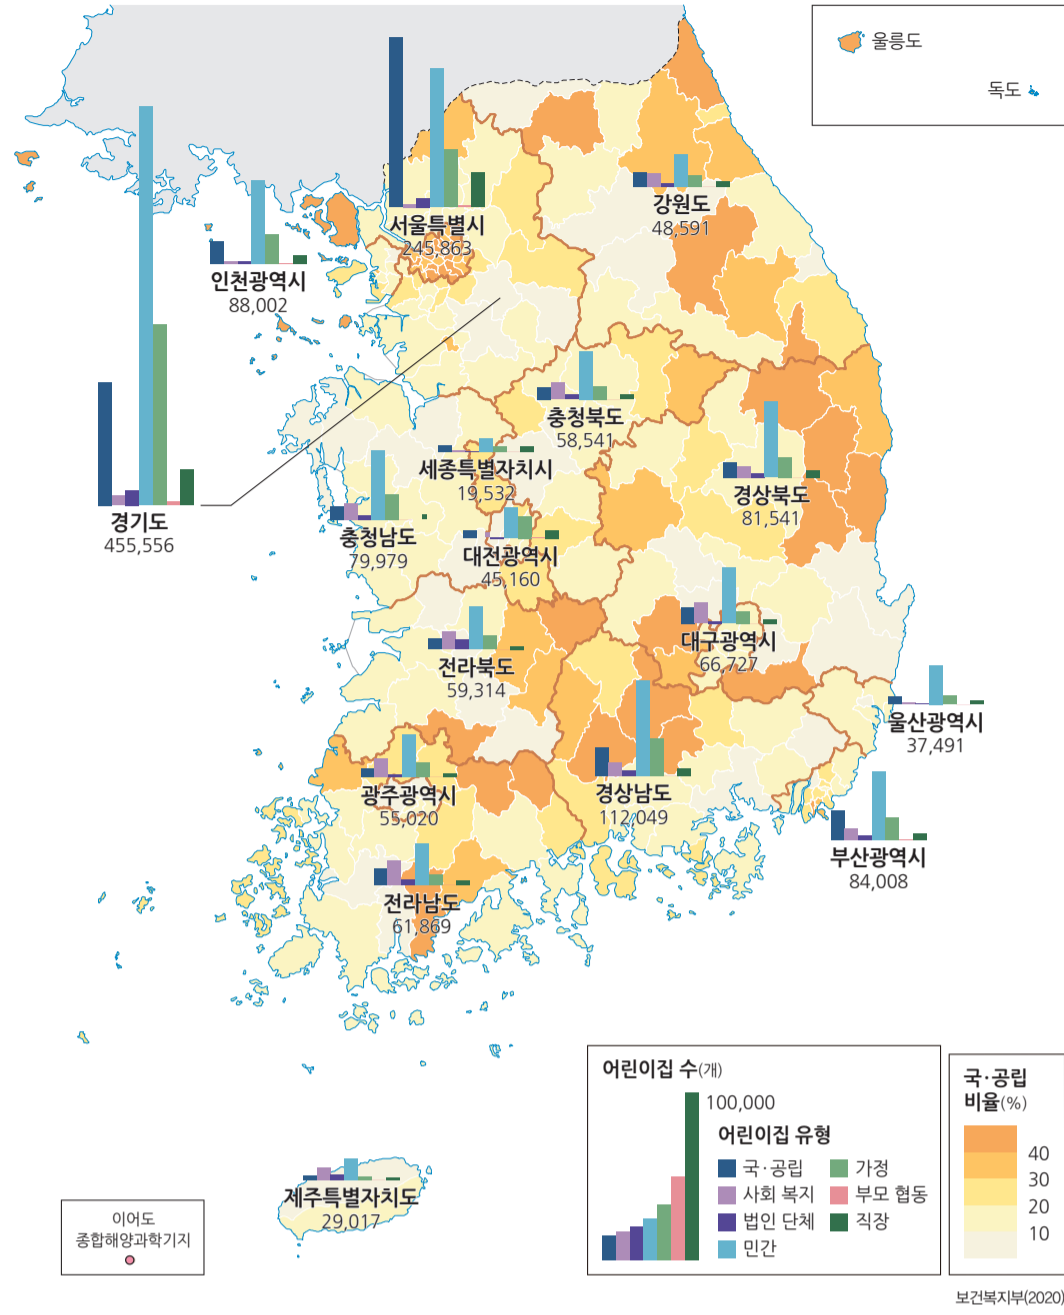 울릉도
독도
서울특별시
245,863
강원도
48,591
인천광역시
88,002
경기도
455,556
충청북도
58,541
세종특별자치시
19,532
경상북도
81,541
충청남도
79,979
대전광역시
45,160
대구광역시
66,727
전라북도
59,314
울산광역시
37,491
광주광역시
55,020
경상남도
112,049
부산광역시
84,008
전라남도
61,869
제주특별자치도
29,017
이어도
종합해양과학기지
어린이집 수(개)
100,000
어린이집 유형
국·공립
가정
사회 복지
부모 협동
법인 단체
직장
민간
국·공립
비율(%)
40
30
20
10
보건복지부(2020)